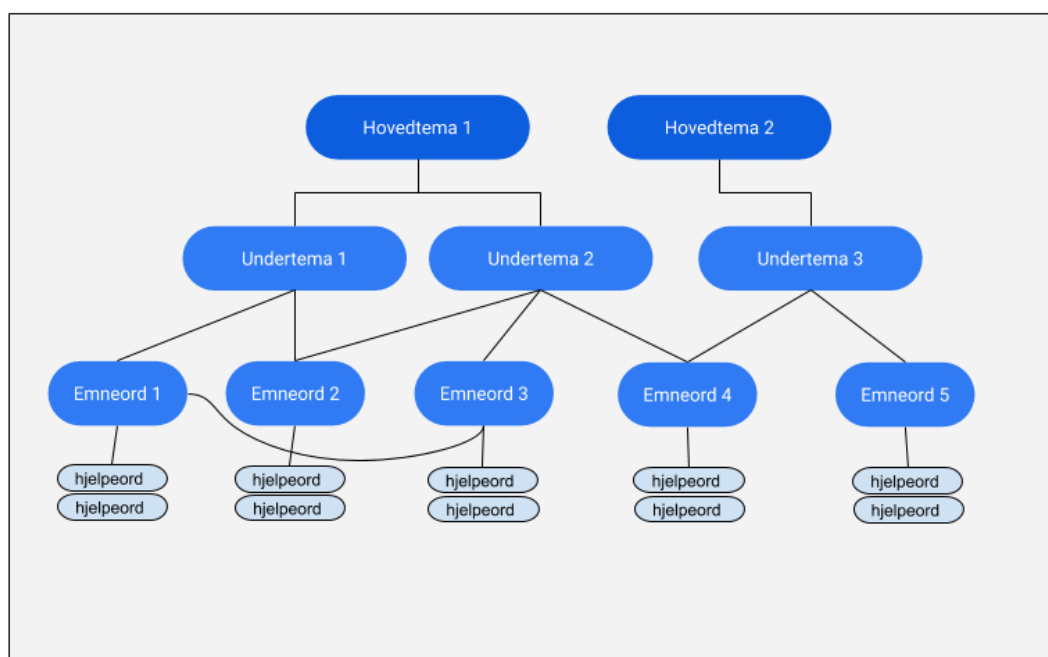 Hovedtema 1
Hovedtema 2
Undertema 1
Undertema 2
Undertema 3
Emneord 1
Emneord 2
Emneord 3
Emneord 4
Emneord 5
hjelpeord
hjelpeord
hjelpeord
hjelpeord
hjelpeord
hjelpeord
hjelpeord
hjelpeord
hjelpeord
hjelpeord